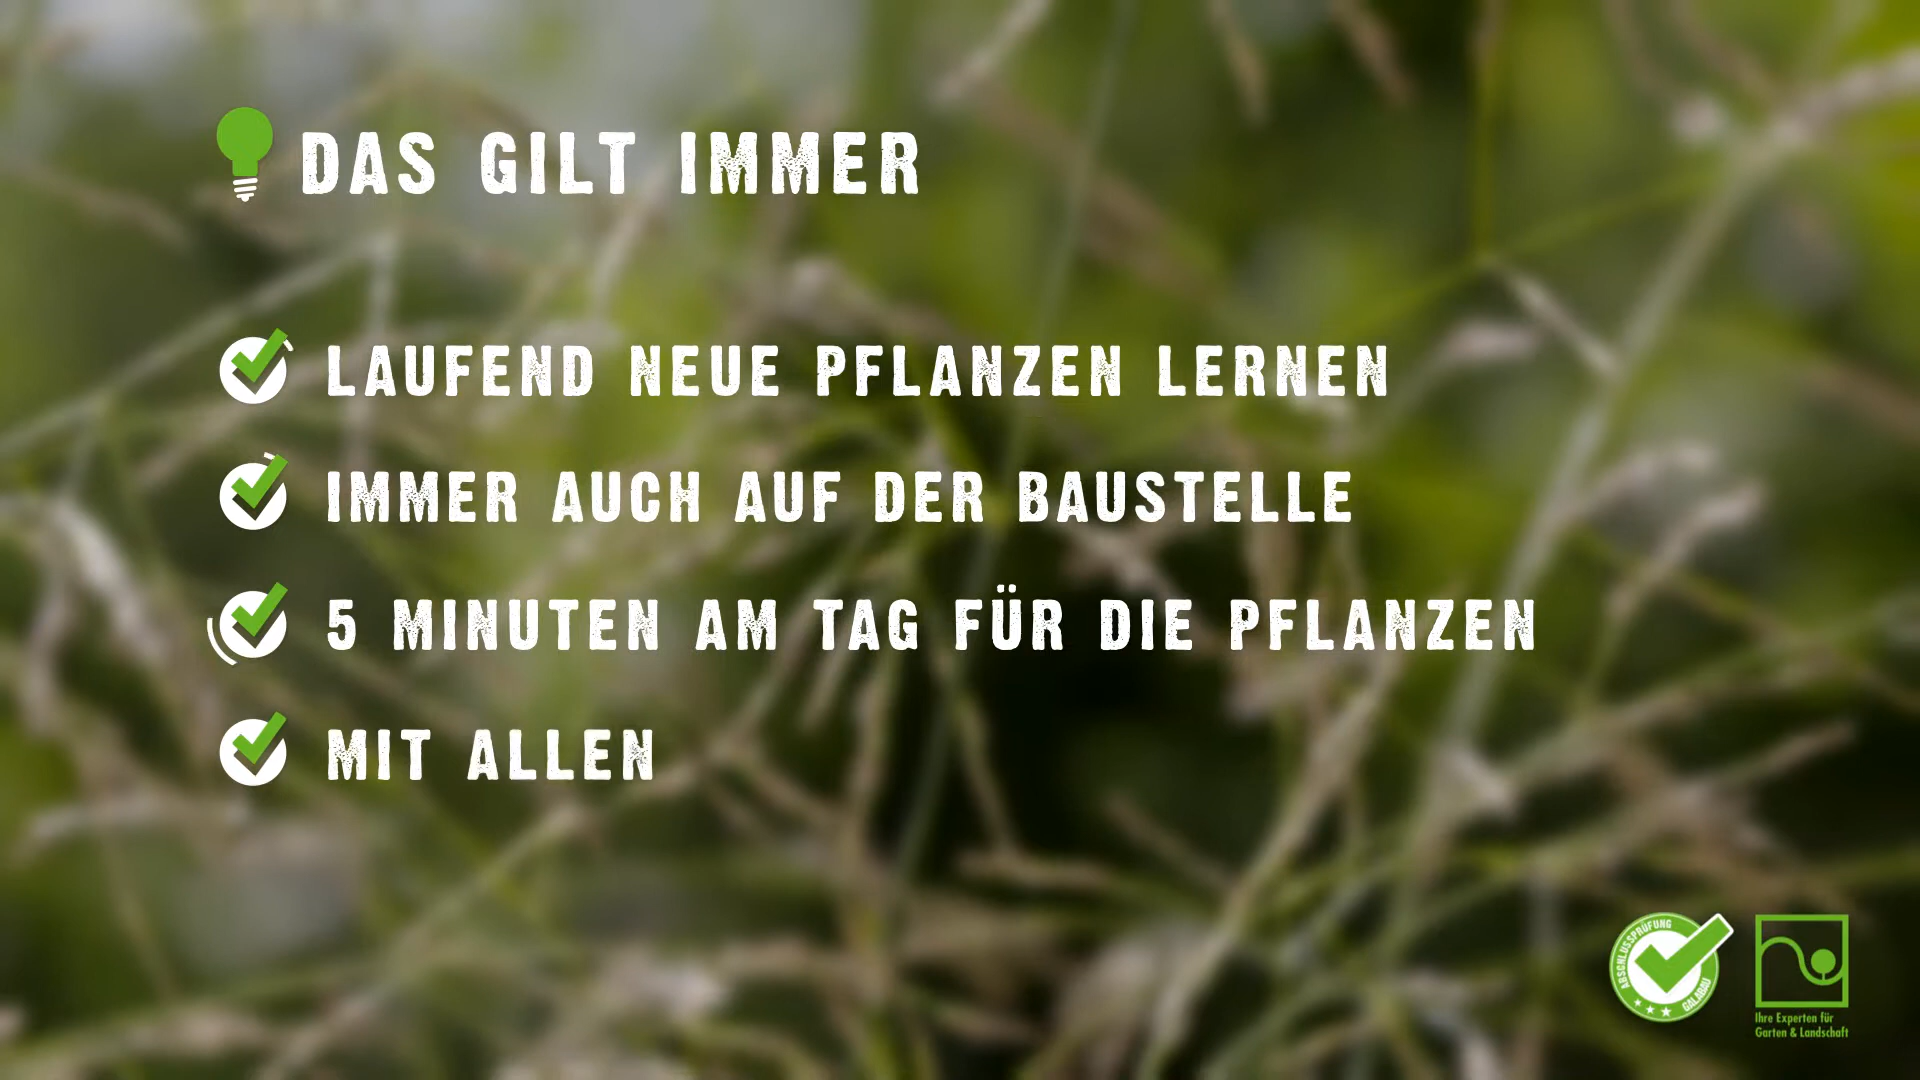 DAS GILT IMMER
LAUFEND NEUE PFLANZEN LERNEN
IMMER AUCH AUF DER BAUSTELLE
5 MINUTEN AM TAG FÜR DIE PFLANZEN
MIT ALLEN
ABSCHLUSSPRÜFUNG
GALABAU
Ihre Experten für
Garten & Landschaft